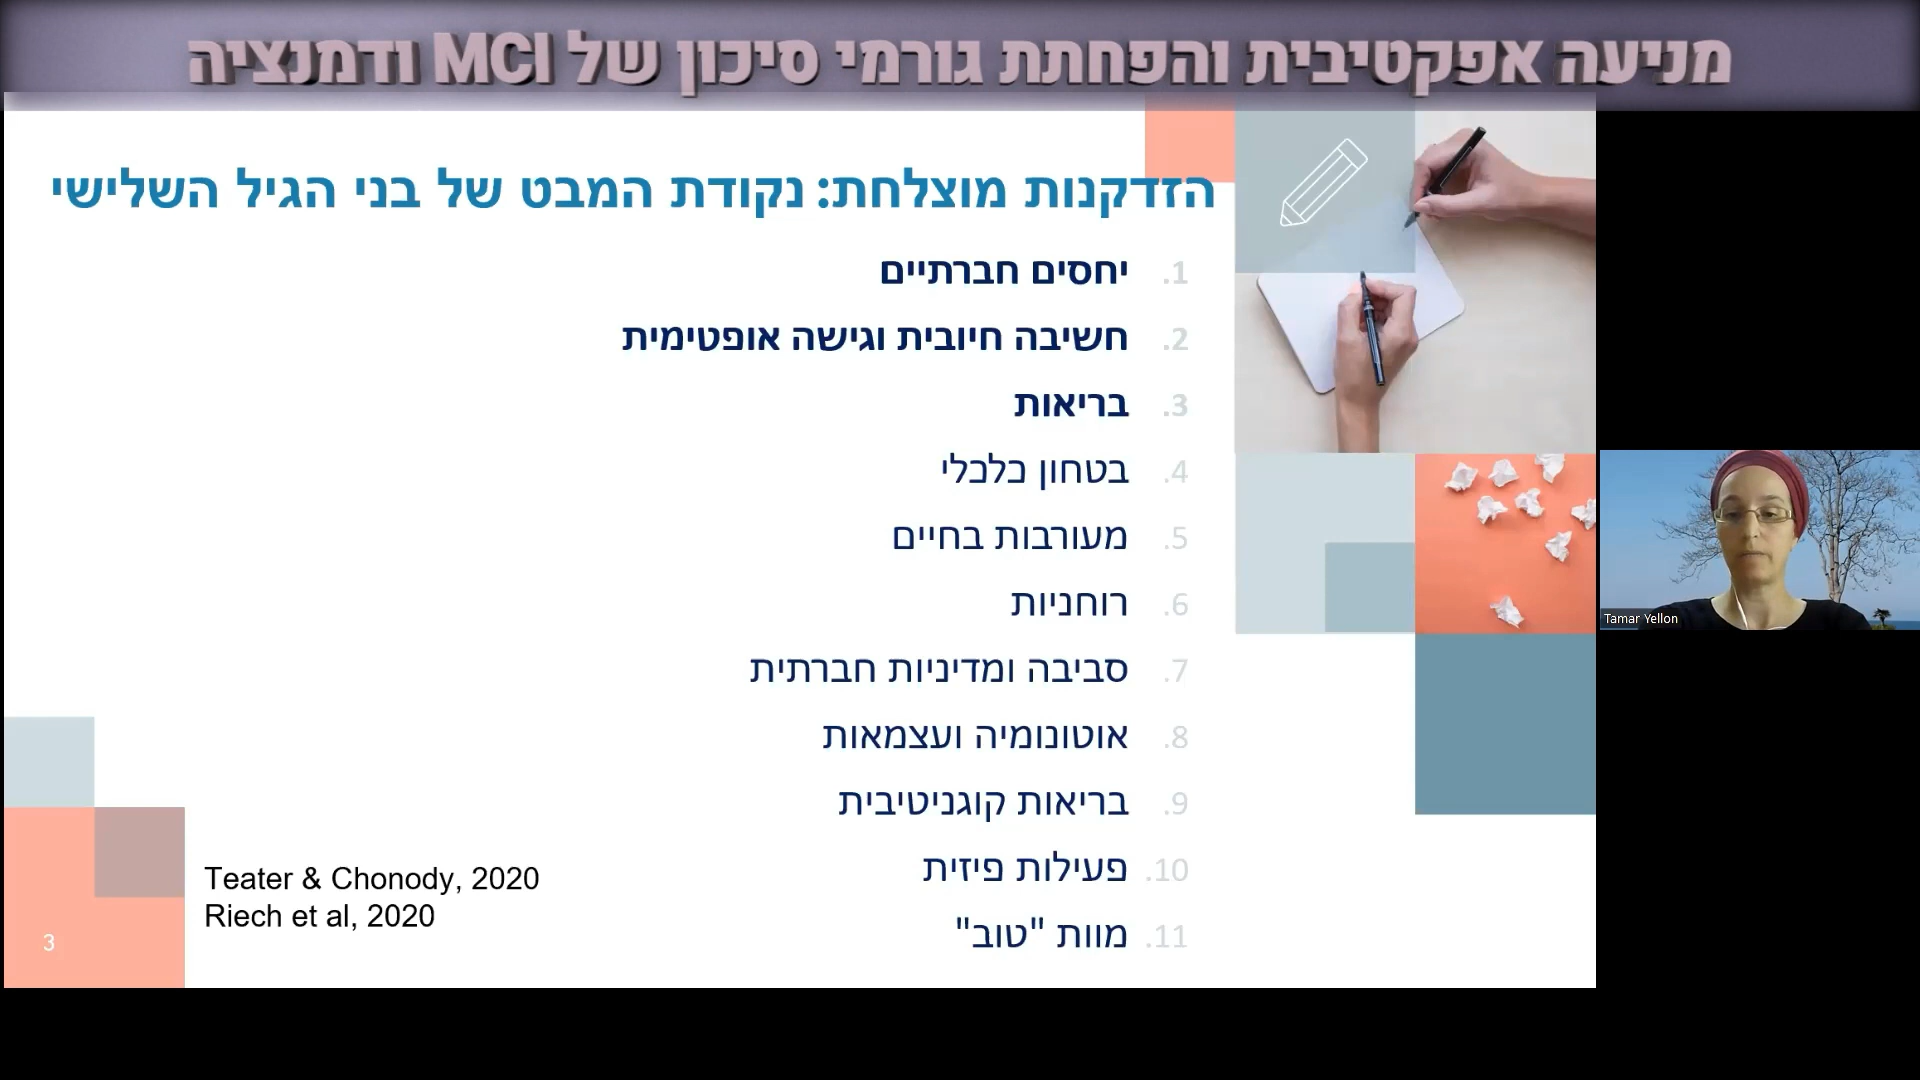 מניעה אפקטיבית והפחתת גורמי סיכון של MCI ודמנציה
הזדקנות מוצלחת: נקודת המבט של בני הגיל השלישי
1. יחסים חברתיים
2. חשיבה חיובית וגישה אופטימית
3. בריאות
4. בטחון כלכלי
5. מעורבות בחיים
6. רוחניות
7. סביבה ומדיניות חברתית
8. אוטונומיה ועצמאות
9. בריאות קוגניטיבית
10. פעילות פיזית
11. מוות "טוב"
Teater & Chonody, 2020
Riech et al, 2020
3
Tamar Yellon